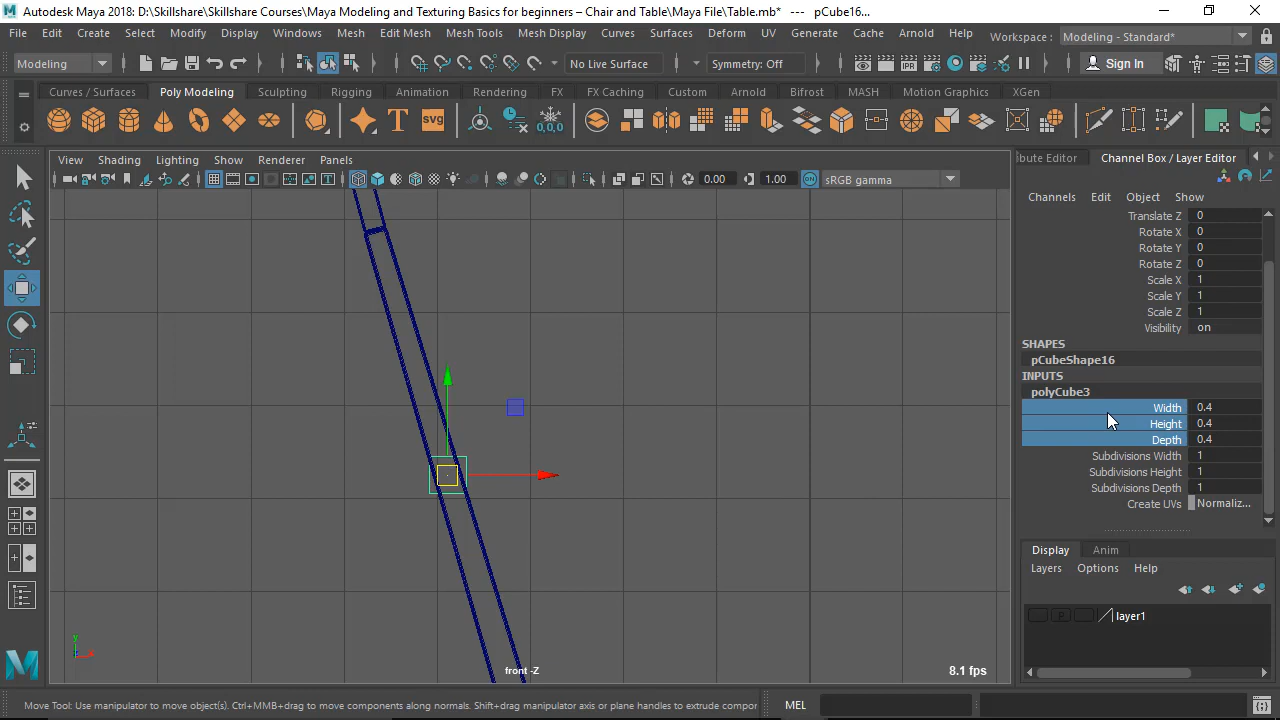 Autodesk Maya 2018: D:\Skillshare\Skillshare Courses\Maya Modeling and Texturing Basics for beginners – Chair and Table\Maya File\Table.mb* --- pCube16...
File Edit Create Select Modify Display Windows Mesh Edit Mesh Mesh Tools Mesh Display Curves Surfaces Deform UV Generate Cache Arnold Help Workspace : Modeling - Standard*
Modeling No Live Surface Symmetry: Off Sign In
Curves / Surfaces Poly Modeling Sculpting Rigging Animation Rendering FX FX Caching Custom Arnold Bifrost MASH Motion Graphics XGen
T SVG 0,0,0
View Shading Lighting Show Renderer Panels
bute Editor Channel Box / Layer Editor
0.00 1.00 ON sRGB gamma
Channels Edit Object Show
Translate Z 0
Rotate X 0
Rotate Y 0
Rotate Z 0
Scale X 1
Scale Y 1
Scale Z 1
Visibility on
SHAPES
pCubeShape16
INPUTS
polyCube3
Width 0.4
Height 0.4
Depth 0.4
Subdivisions Width 1
Subdivisions Height 1
Subdivisions Depth 1
Create UVs Normaliz...
Display Anim
Layers Options Help
P layer1
y
x
front -Z
8.1 fps
Move Tool: Use manipulator to move object(s). Ctrl+MMB+drag to move components along normals. Shift+drag manipulator axis or plane handles to extrude compor
MEL